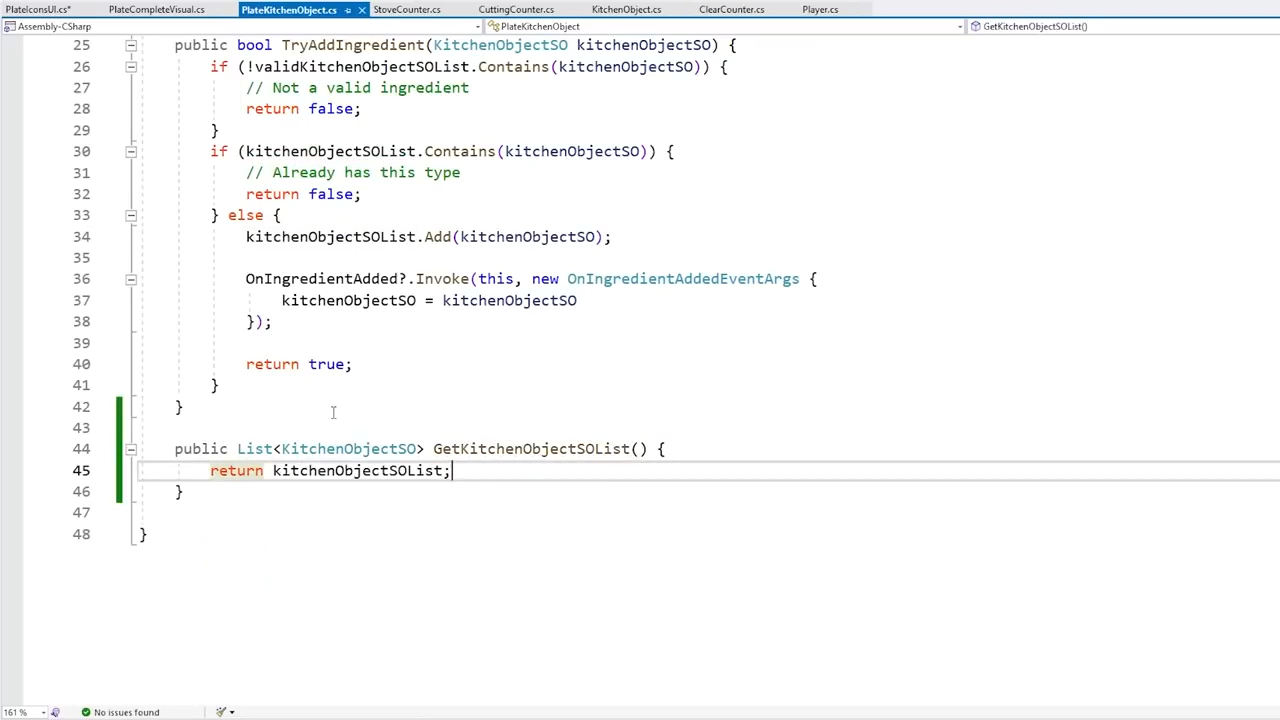 PlateIconsUI.cs* PlateCompleteVisual.cs PlateKitchenObject.cs StoveCounter.cs CuttingCounter.cs KitchenObject.cs ClearCounter.cs Player.cs
Assembly-CSharp PlateKitchenObject GetKitchenObjectSOList()
25 public bool TryAddIngredient(KitchenObjectSO kitchenObjectSO) {
26 if (!validKitchenObjectSOList.Contains(kitchenObjectSO)) {
27 // Not a valid ingredient
28 return false;
29 }
30 if (kitchenObjectSOList.Contains(kitchenObjectSO)) {
31 // Already has this type
32 return false;
33 } else {
34 kitchenObjectSOList.Add(kitchenObjectSO);
35
36 OnIngredientAdded?.Invoke(this, new OnIngredientAddedEventArgs {
37 kitchenObjectSO = kitchenObjectSO
38 });
39
40 return true;
41 }
42 }
43
44 public List<KitchenObjectSO> GetKitchenObjectSOList() {
45 return kitchenObjectSOList;
46 }
47
48 }
161 % No issues found